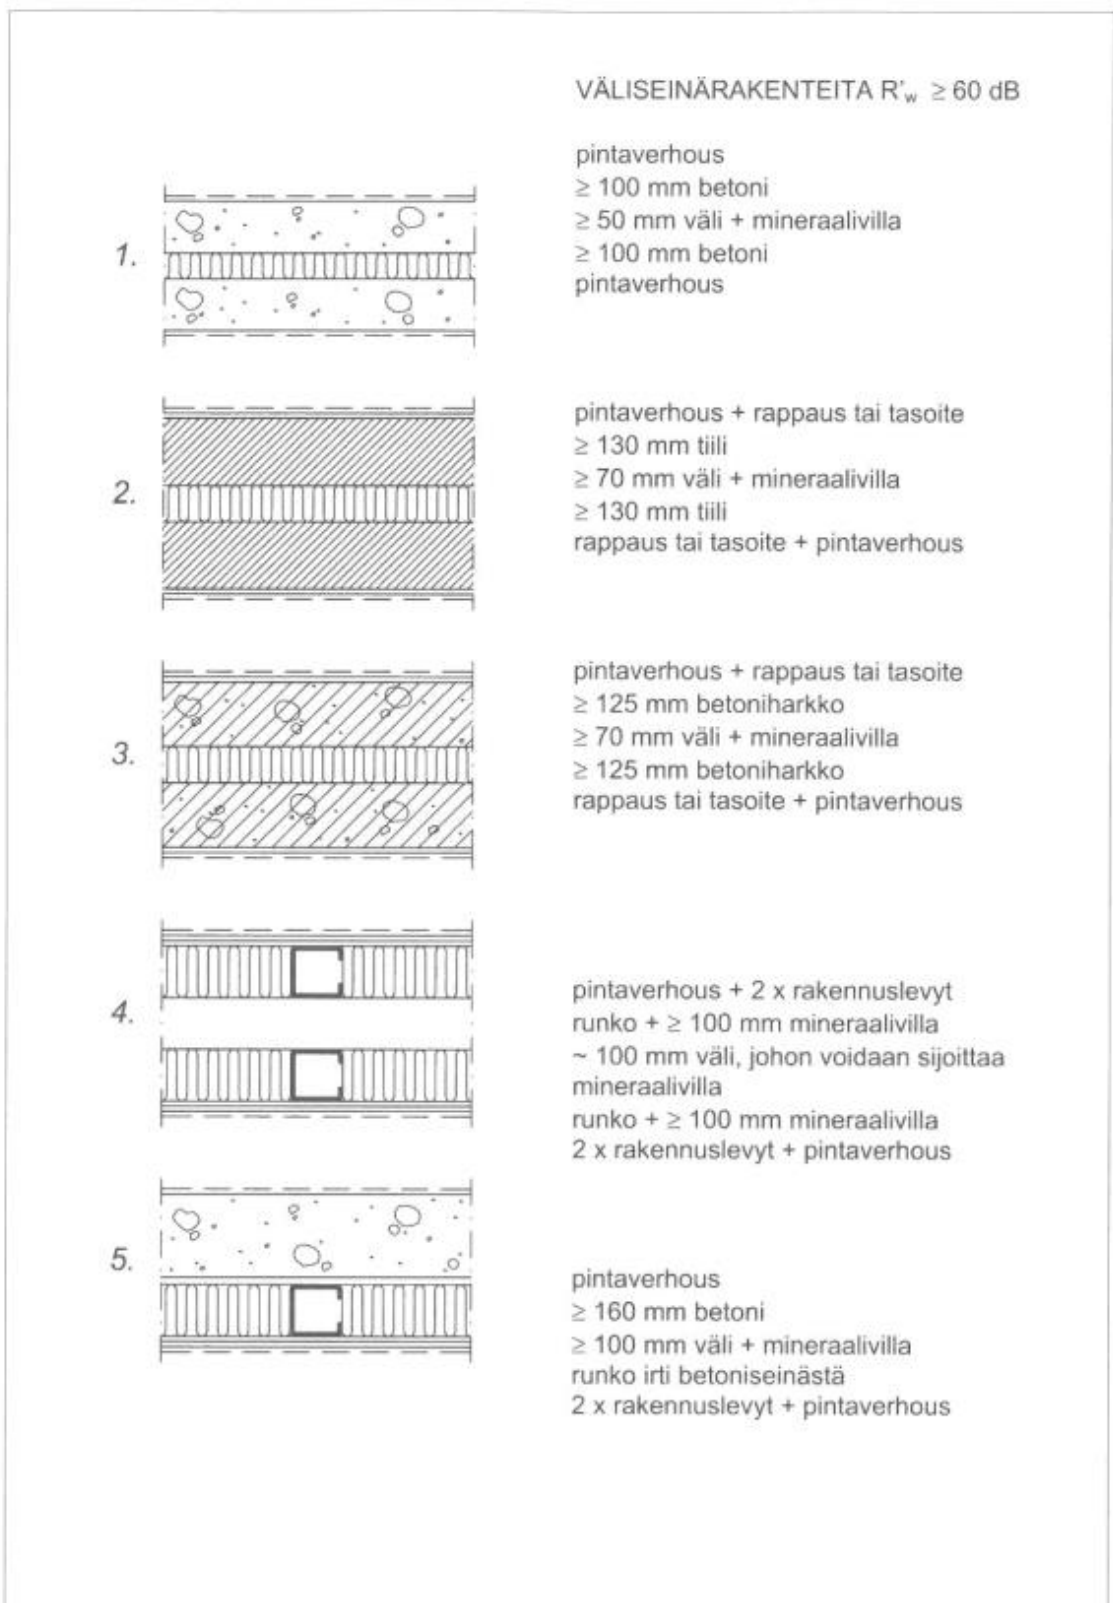 VÄLISEINÄRAKENTEITA R'w ≥ 60 dB
1.
pintaverhous
≥ 100 mm betoni
≥ 50 mm väli + mineraalivilla
≥ 100 mm betoni
pintaverhous
2.
pintaverhous + rappaus tai tasoite
≥ 130 mm tiili
≥ 70 mm väli + mineraalivilla
≥ 130 mm tiili
rappaus tai tasoite + pintaverhous
3.
pintaverhous + rappaus tai tasoite
≥ 125 mm betoniharkko
≥ 70 mm väli + mineraalivilla
≥ 125 mm betoniharkko
rappaus tai tasoite + pintaverhous
4.
pintaverhous + 2 x rakennuslevyt
runko + ≥ 100 mm mineraalivilla
~ 100 mm väli, johon voidaan sijoittaa
mineraalivilla
runko + ≥ 100 mm mineraalivilla
2 x rakennuslevyt + pintaverhous
5.
pintaverhous
≥ 160 mm betoni
≥ 100 mm väli + mineraalivilla
runko irti betoniseinästä
2 x rakennuslevyt + pintaverhous